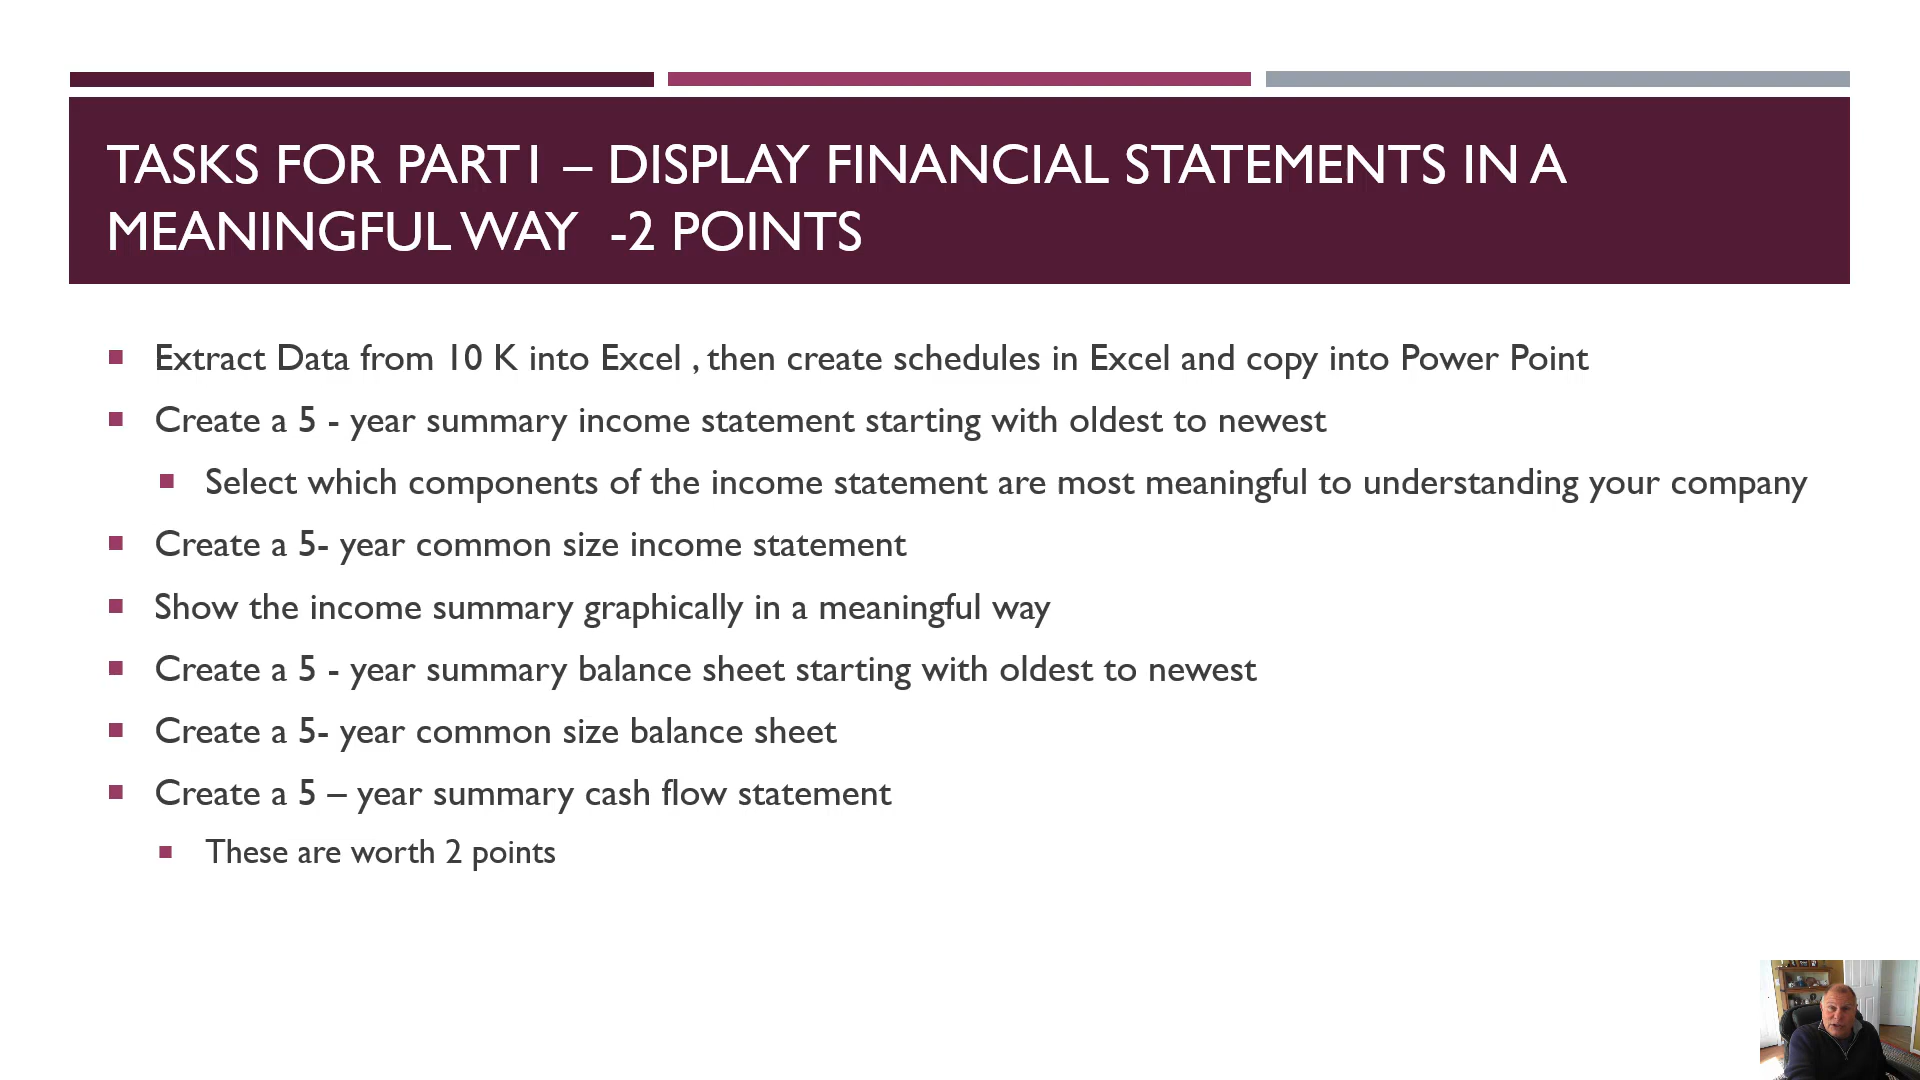 TASKS FOR PART1 – DISPLAY FINANCIAL STATEMENTS IN A
MEANINGFUL WAY -2 POINTS
Extract Data from 10 K into Excel , then create schedules in Excel and copy into Power Point
Create a 5 - year summary income statement starting with oldest to newest
Select which components of the income statement are most meaningful to understanding your company
Create a 5- year common size income statement
Show the income summary graphically in a meaningful way
Create a 5 - year summary balance sheet starting with oldest to newest
Create a 5- year common size balance sheet
Create a 5 – year summary cash flow statement
These are worth 2 points